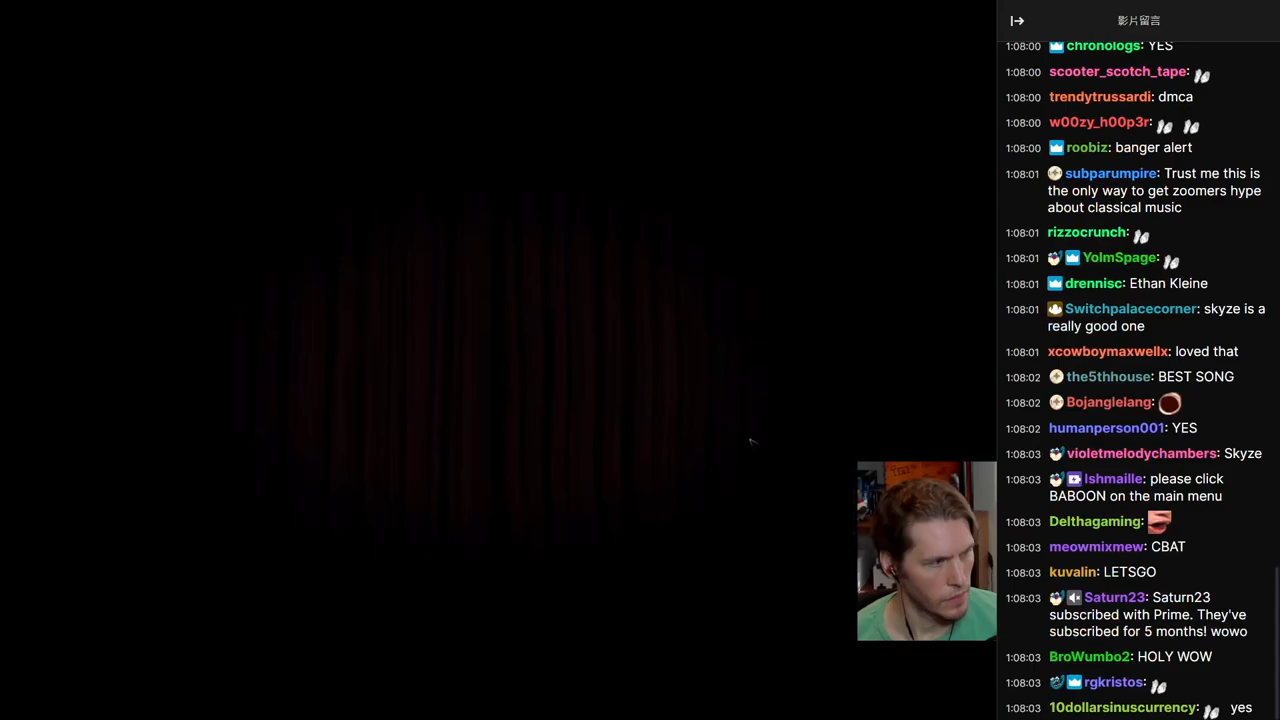 影片留言
1:08:00 chronologs: YES
1:08:00 scooter_scotch_tape:
1:08:00 trendytrussardi: dmca
1:08:00 w00zy_h00p3r:
1:08:00 roobiz: banger alert
1:08:01 subparumpire: Trust me this is
the only way to get zoomers hype
about classical music
1:08:01 rizzocrunch:
1:08:01 YolmSpage:
1:08:01 drennisc: Ethan Kleine
1:08:01 Switchpalacecorner: skyze is a
really good one
1:08:01 xcowboymaxwellx: loved that
1:08:02 the5thhouse: BEST SONG
1:08:02 Bojanglelang:
1:08:02 humanperson001: YES
1:08:03 violetmelodychambers: Skyze
1:08:03 Ishmaille: please click
BABOON on the main menu
1:08:03 Delthagaming:
1:08:03 meowmixmew: CBAT
1:08:03 kuvalin: LETSGO
1:08:03 Saturn23: Saturn23
subscribed with Prime. They've
subscribed for 5 months! wowo
1:08:03 BroWumbo2: HOLY WOW
1:08:03 rgkristos:
1:08:03 10dollarsinuscurrency: yes